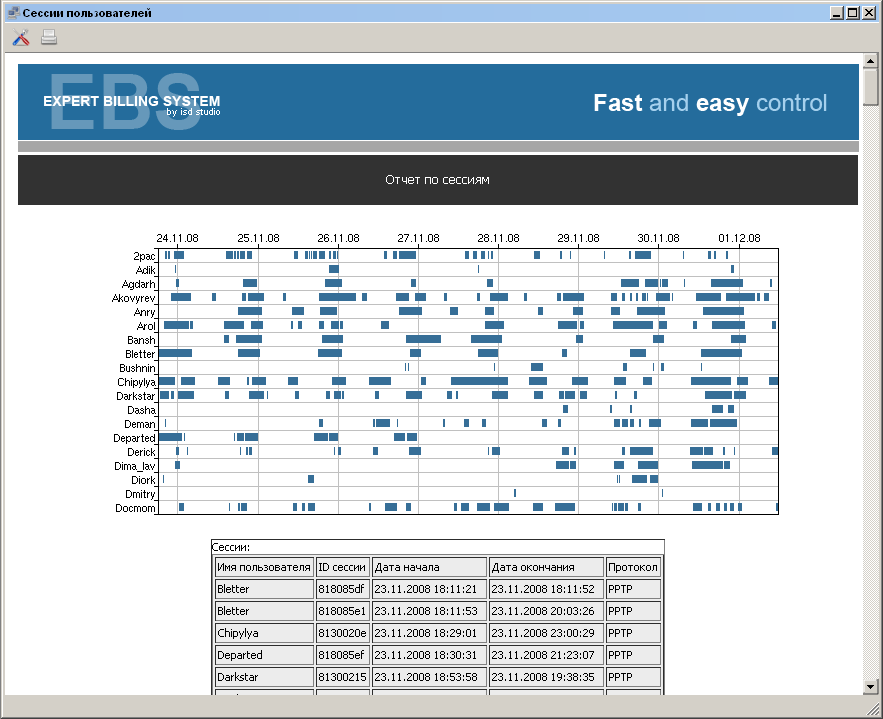 Сессии пользователей
EBS
EXPERT BILLING SYSTEM
by isd studio
Fast and easy control
Отчет по сессиям
24.11.08 25.11.08 26.11.08 27.11.08 28.11.08 29.11.08 30.11.08 01.12.08
2pac
Adik
Agdarh
Akovyrev
Anry
Arol
Bansh
Bletter
Bushnin
Chipylya
Darkstar
Dasha
Deman
Departed
Derick
Dima_lav
Diork
Dmitry
Docmom
Сессии:
Имя пользователя ID сессии Дата начала Дата окончания Протокол
Bletter 818085df 23.11.2008 18:11:21 23.11.2008 18:11:52 PPTP
Bletter 818085e1 23.11.2008 18:11:53 23.11.2008 20:03:26 PPTP
Chipylya 8130020e 23.11.2008 18:29:01 23.11.2008 23:00:29 PPTP
Departed 818085ef 23.11.2008 18:30:31 23.11.2008 21:23:07 PPTP
Darkstar 81300215 23.11.2008 18:53:58 23.11.2008 19:38:35 PPTP